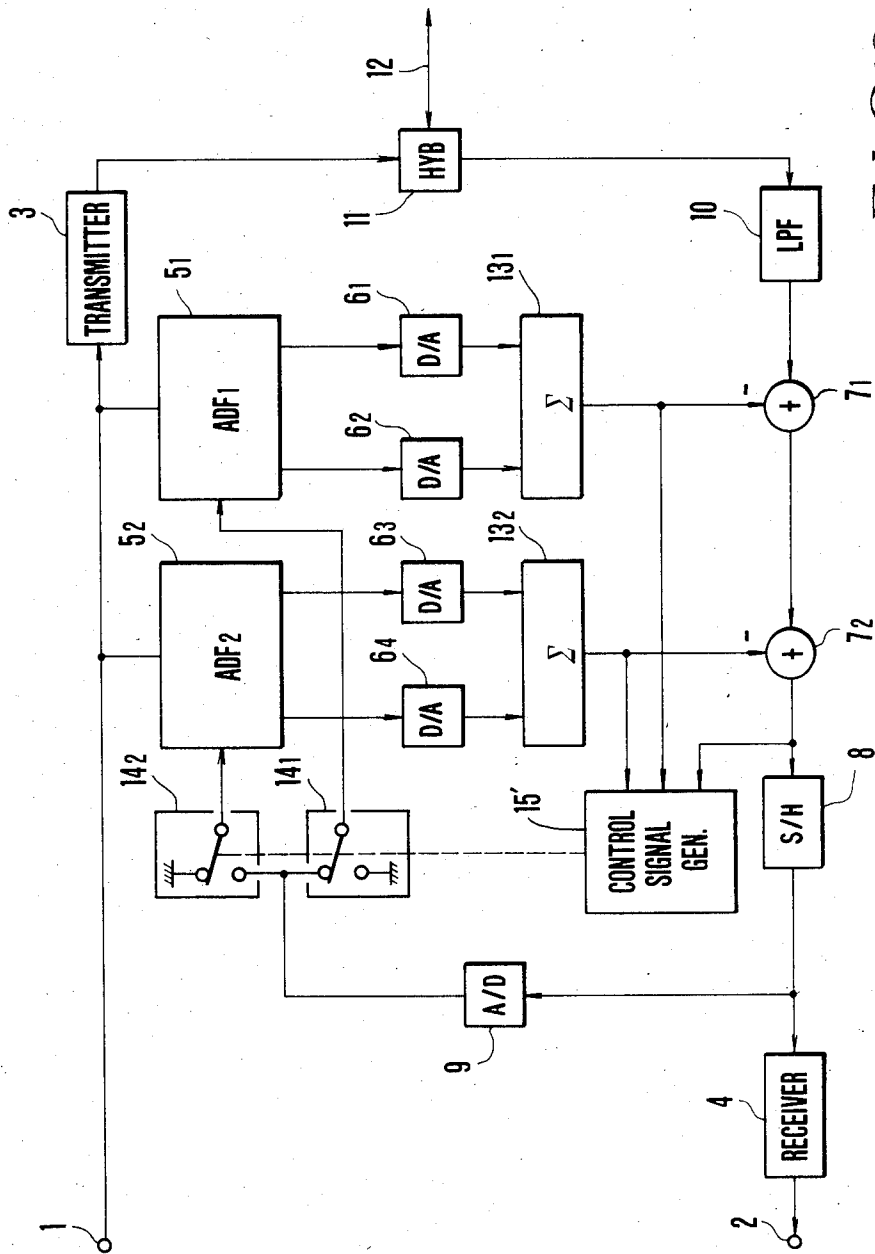 1
2
3
TRANSMITTER
12
HYB
11
10
LPF
51
ADF1
52
ADF2
61
D/A
62
D/A
63
D/A
64
D/A
131
Σ
132
Σ
142
141
15′
CONTROL
SIGNAL
GEN.
-
+
71
-
+
72
S/H
8
A/D
9
4
RECEIVER